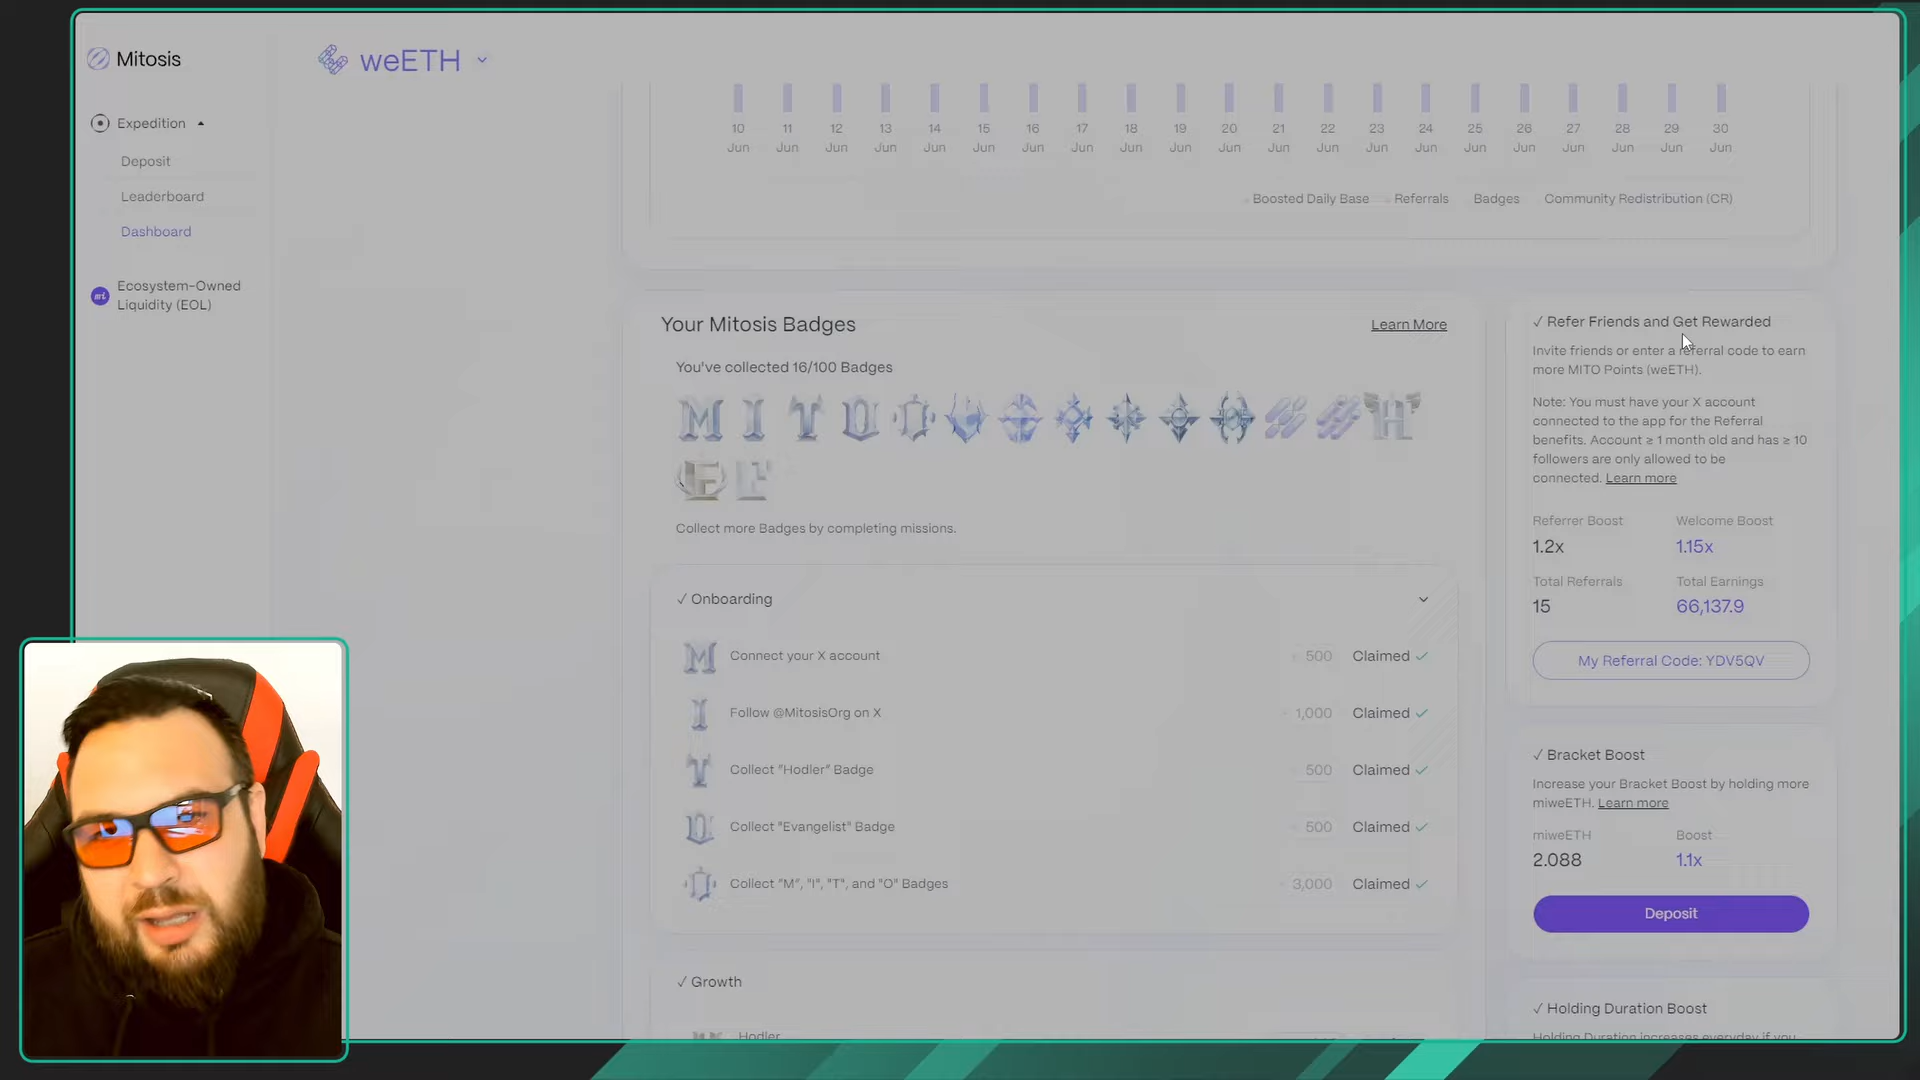 Mitosis
weETH
Expedition
Deposit
Leaderboard
Dashboard
mi
Ecosystem-Owned
Liquidity (EOL)
10 11 12 13 14 15 16 17 18 19 20 21 22 23 24 25 26 27 28 29 30
Jun Jun Jun Jun Jun Jun Jun Jun Jun Jun Jun Jun Jun Jun Jun Jun Jun Jun Jun Jun Jun
Boosted Daily Base Referrals Badges Community Redistribution (CR)
Your Mitosis Badges
Learn More
You've collected 16/100 Badges
M I T O
H
E
Collect more Badges by completing missions.
✓ Onboarding
M Connect your X account 500 Claimed ✓
I Follow @MitosisOrg on X 1,000 Claimed ✓
T Collect "Hodler" Badge 500 Claimed ✓
O Collect "Evangelist" Badge 500 Claimed ✓
Collect "M", "I", "T", and "O" Badges 3,000 Claimed ✓
✓ Growth
Hodler
✓ Refer Friends and Get Rewarded
Invite friends or enter a referral code to earn
more MITO Points (weETH).
Note: You must have your X account
connected to the app for the Referral
benefits. Account ≥ 1 month old and has ≥ 10
followers are only allowed to be
connected. Learn more
Referrer Boost Welcome Boost
1.2x 1.15x
Total Referrals Total Earnings
15 66,137.9
My Referral Code: YDV5QV
✓ Bracket Boost
Increase your Bracket Boost by holding more
miweETH. Learn more
miweETH Boost
2.088 1.1x
Deposit
✓ Holding Duration Boost
Holding Duration increases everyday if you